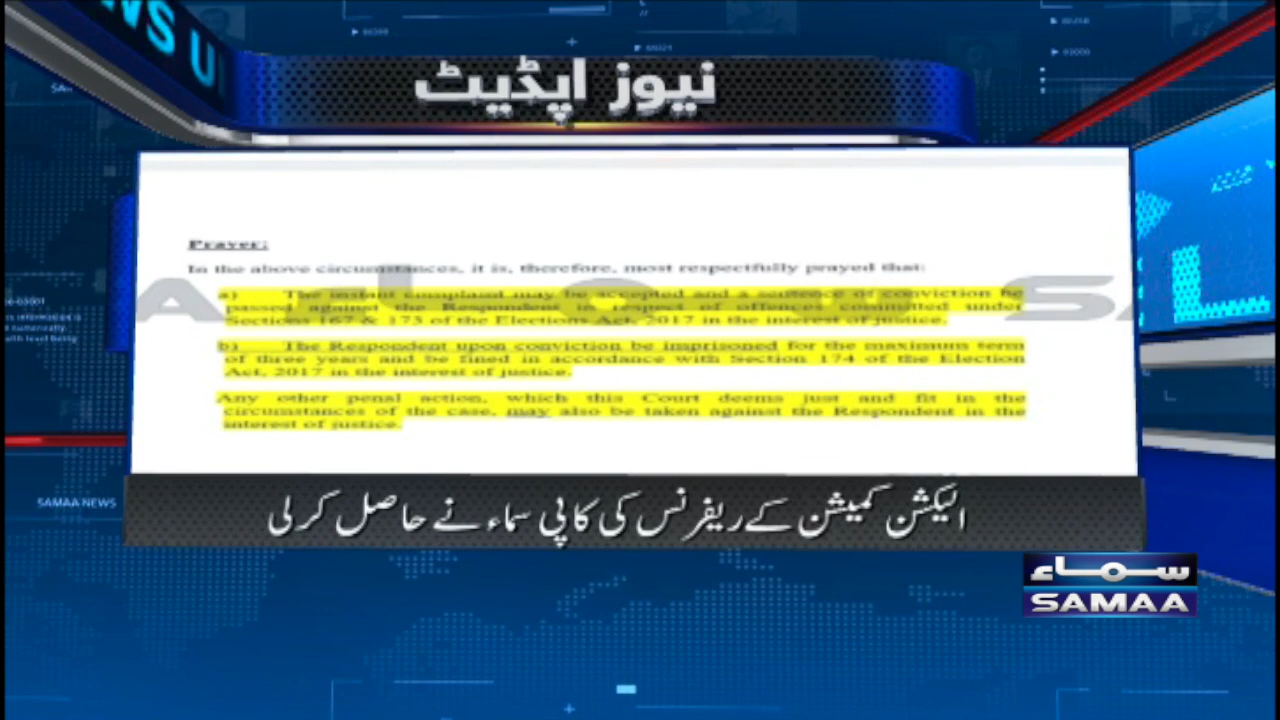 NEWS U
نیوز اپڈیٹ
Prayer:
In the above circumstances, it is, therefore, most respectfully prayed that:
a) The instant complaint may be accepted and a sentence of conviction be
passed against the Respondent in respect of offences committed under
Sections 167 & 173 of the Elections Act, 2017 in the interest of justice.
b) The Respondent upon conviction be imprisoned for the maximum term
of three years and be fined in accordance with Section 174 of the Election
Act, 2017 in the interest of justice.
Any other penal action, which this Court deems just and fit in the
circumstances of the case, may also be taken against the Respondent in the
interest of justice.
الیکشن کمیشن کے ریفرنس کی کاپی سماء نے حاصل کرلی
SAMAA NEWS
سماء
SAMAA